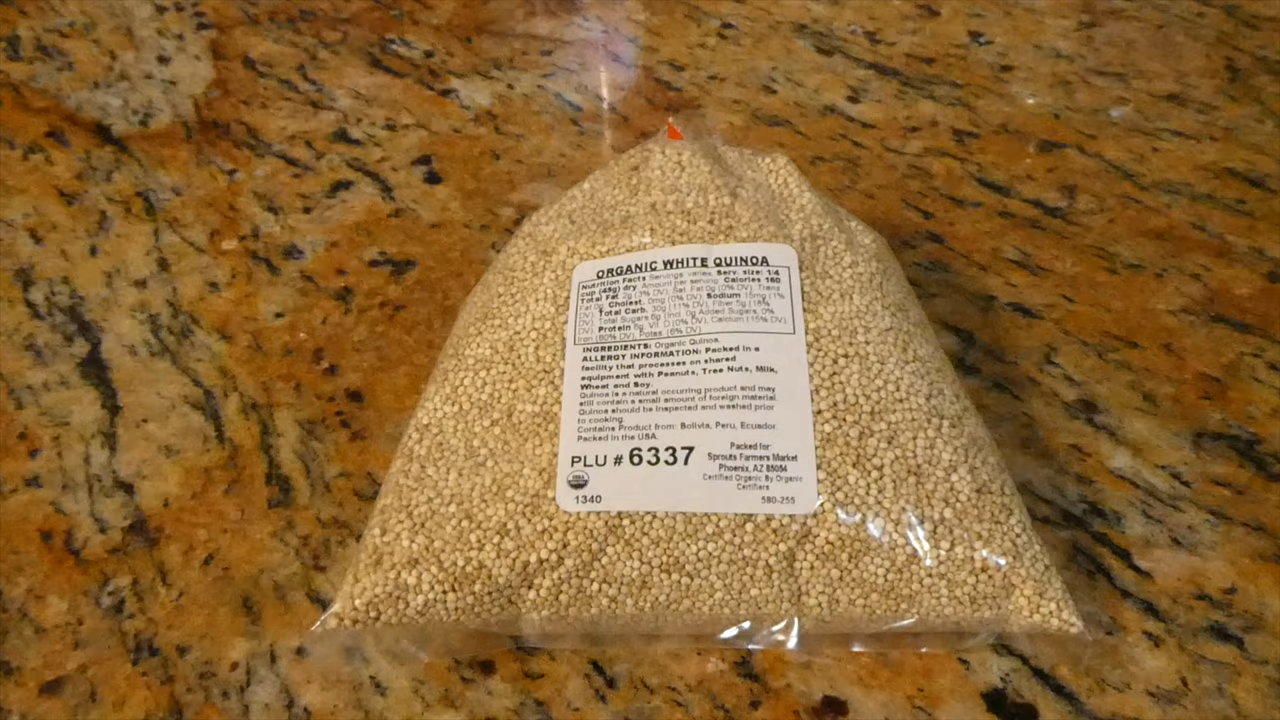 ORGANIC WHITE QUINOA
Nutrition Facts Servings: varies, Serv. size: 1/4
cup (45g) dry Amount per serving: Calories 160
Total Fat 2g (3% DV), Sat. Fat 0g (0% DV), Trans
Fat 0g, Cholest. 0mg (0% DV), Sodium 15mg (1%
DV), Total Carb. 30g (11% DV), Fiber 5g (18%
DV), Total Sugars 6g (Incl. 0g Added Sugars, 0%
DV), Protein 6g, Vit. D (0% DV), Calcium (15% DV),
Iron (60% DV), Potas. (6% DV)
INGREDIENTS: Organic Quinoa.
ALLERGY INFORMATION: Packed in a
facility that processes on shared
equipment with Peanuts, Tree Nuts, Milk,
Wheat and Soy.
Quinoa is a natural occurring product and may
still contain a small amount of foreign material.
Quinoa should be inspected and washed prior
to cooking.
Contains Product from: Bolivia, Peru, Ecuador.
Packed in the USA.
PLU # 6337
Packed for:
Sprouts Farmers Market
Phoenix, AZ 85054
Certified Organic By Organic
Certifiers
USDA
1340
580-255